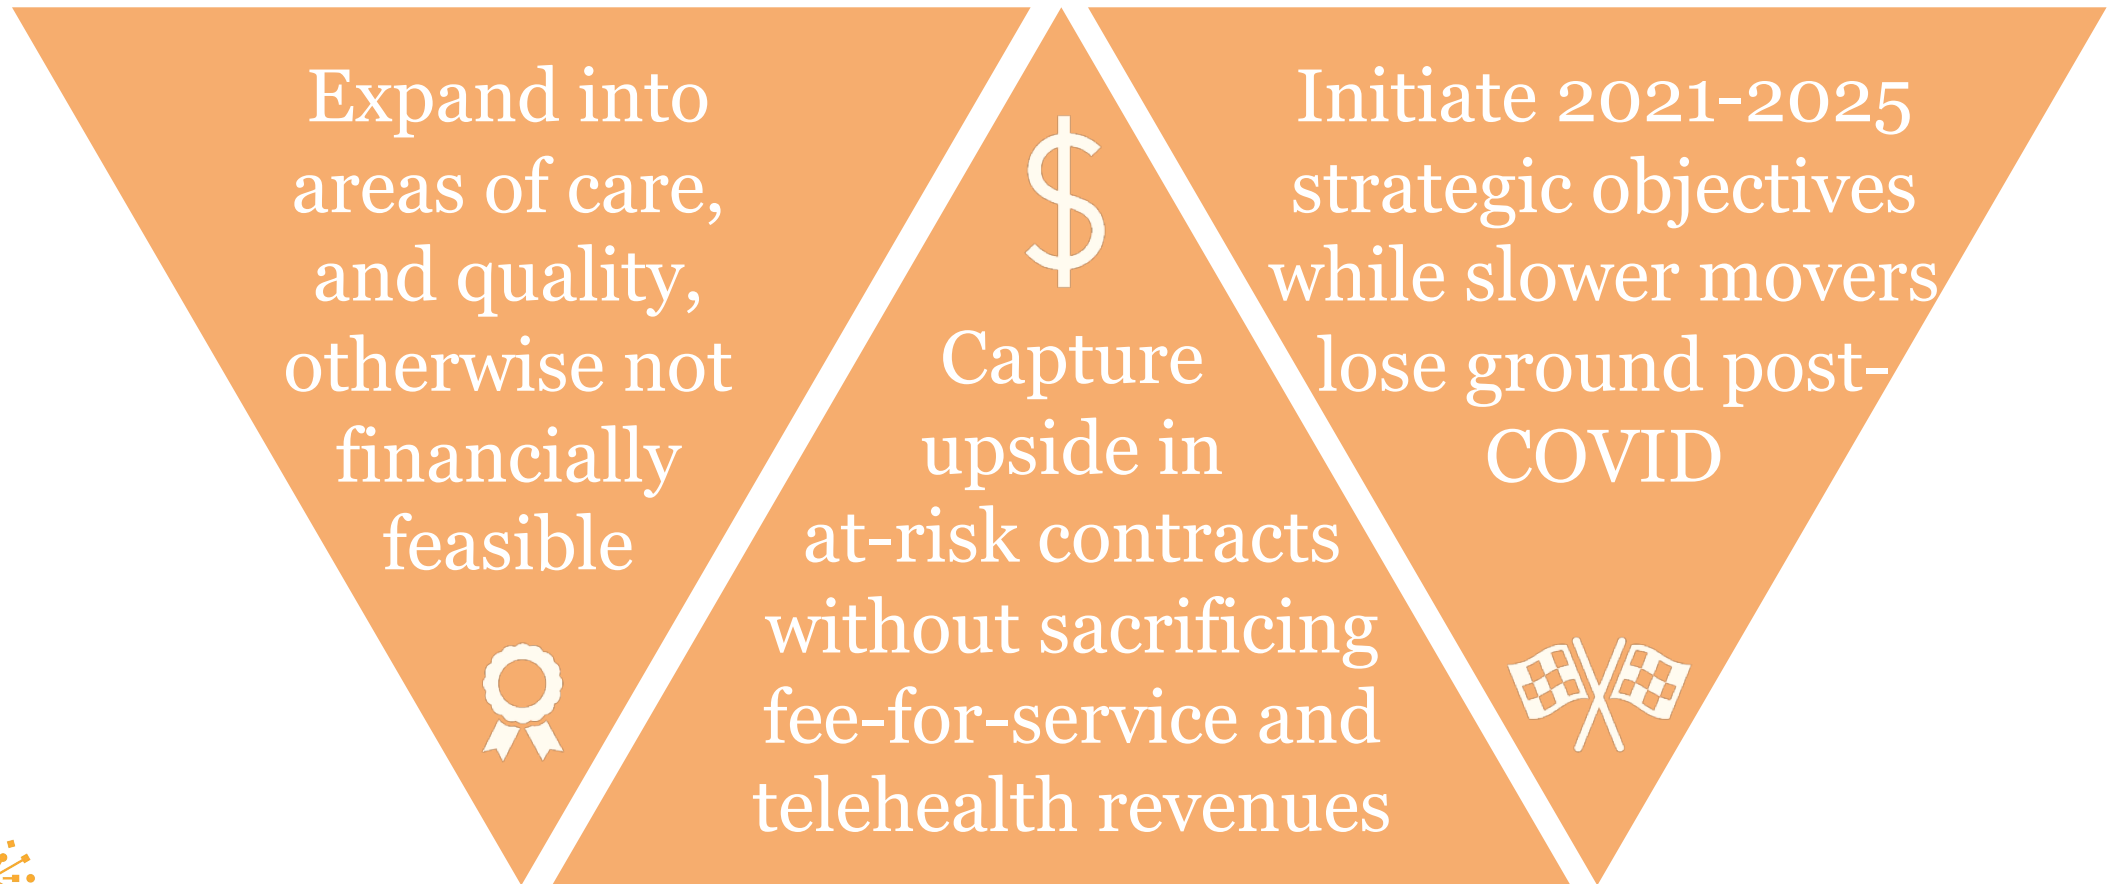 Expand into
areas of care,
and quality,
otherwise not
financially
feasible
$
Capture
upside in
at-risk contracts
without sacrificing
fee-for-service and
telehealth revenues
Initiate 2021-2025
strategic objectives
while slower movers
lose ground post-
COVID